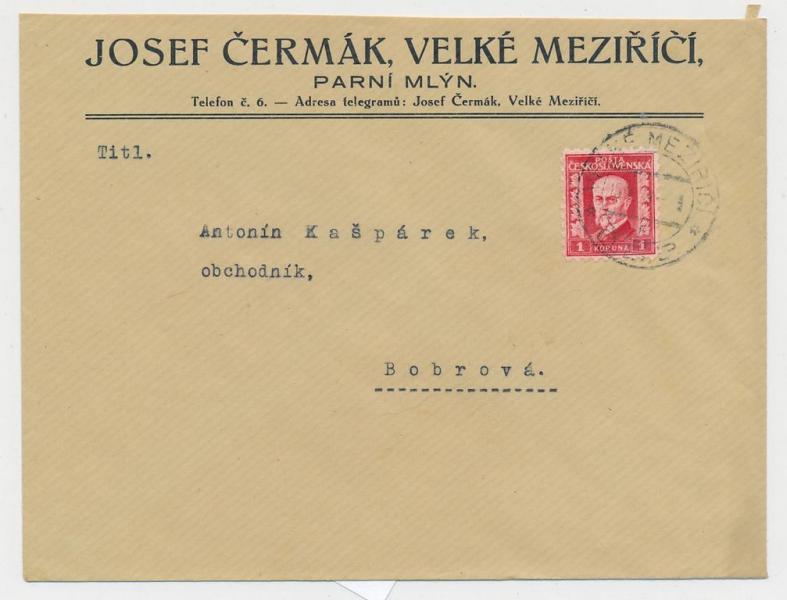 JOSEF ČERMÁK, VELKÉ MEZIŘÍČÍ,
PARNÍ MLÝN.
Telefon č. 6. — Adresa telegramů: Josef Čermák, Velké Meziříčí.
Titl.
POŠTA
ČESKOSLOVENSKÁ
1 KORUNA 1
MEZIŘÍČÍ
Antonín Kašpárek,
obchodník,
Bobrová.